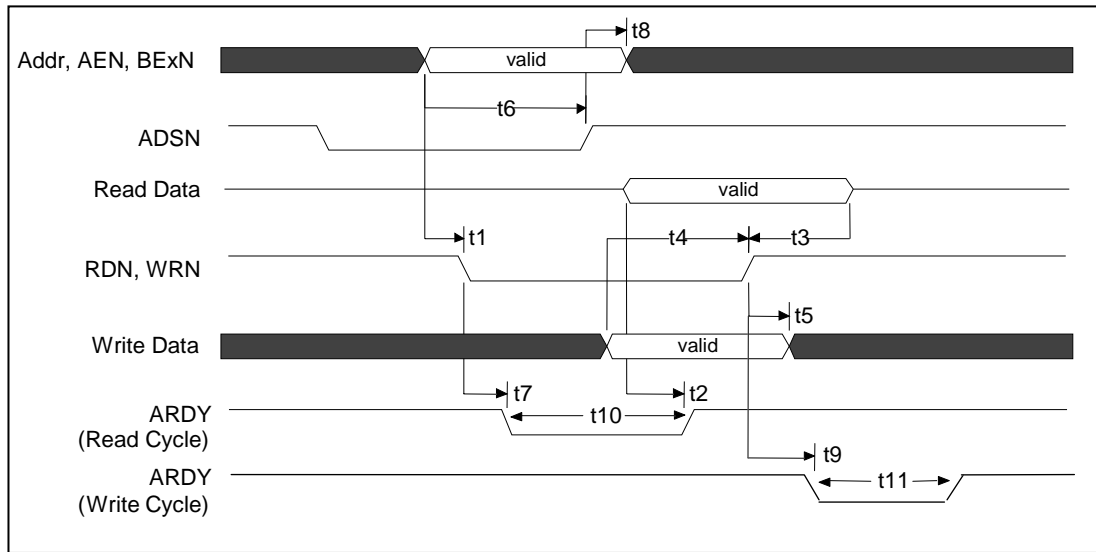 t8
Addr, AEN, BExN valid
t6
ADSN
Read Data valid
t1 t4 t3
RDN, WRN
t5
Write Data valid
t7 t2
ARDY t10
(Read Cycle)
t9
ARDY t11
(Write Cycle)